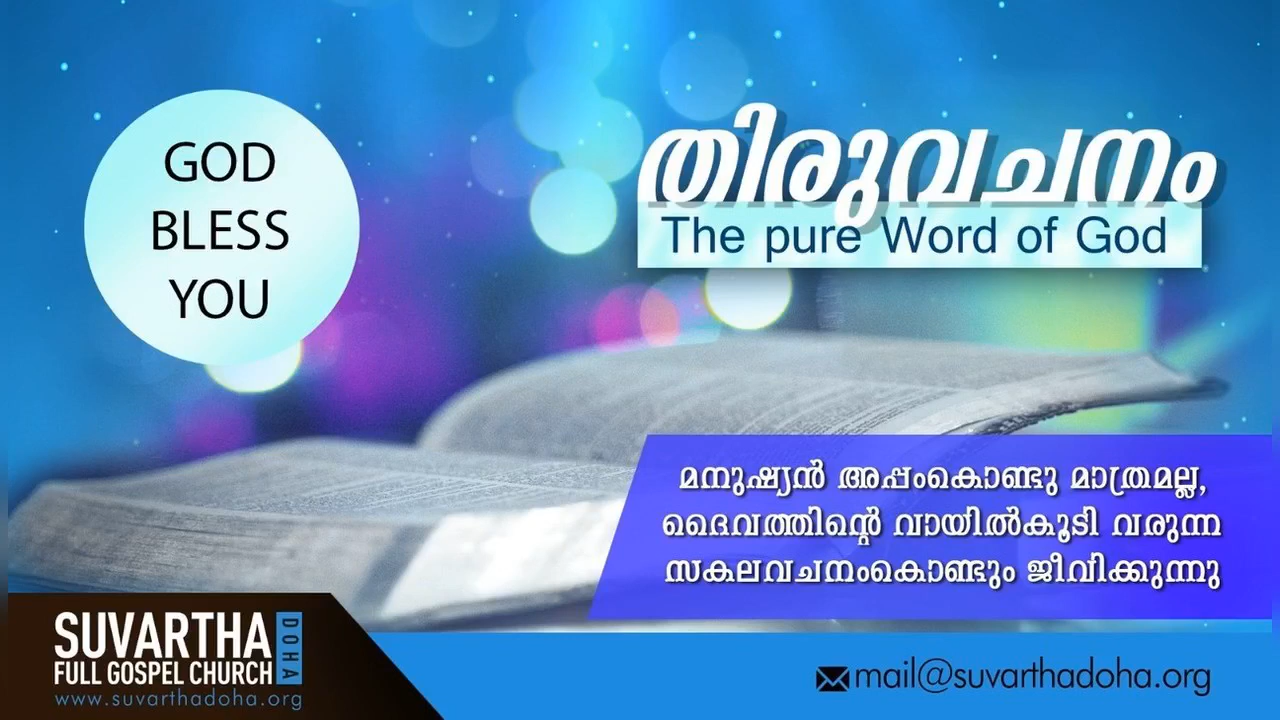 GOD
BLESS
YOU
തിരുവചനം
The pure Word of God
മനുഷ്യൻ അപ്പംകൊണ്ടു മാത്രമല്ല,
ദൈവത്തിന്റെ വായിൽകൂടി വരുന്ന
സകലവചനംകൊണ്ടും ജീവിക്കുന്നു
SUVARTHA DOHA
FULL GOSPEL CHURCH
www.suvarthadoha.org
mail@suvarthadoha.org